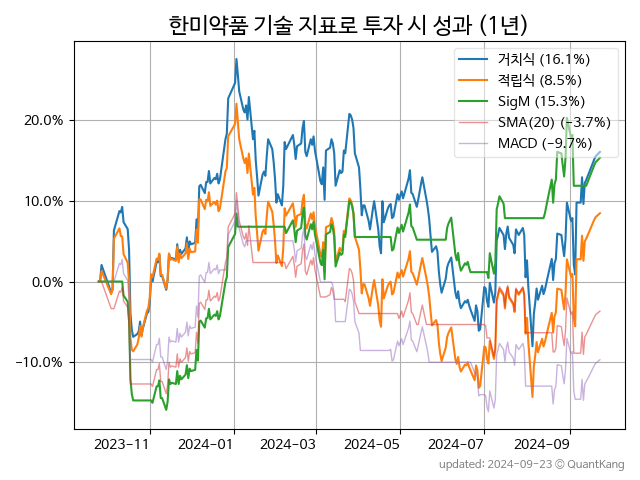 한미약품 기술 지표로 투자 시 성과 (1년)
거치식 (16.1%)
적립식 (8.5%)
SigM (15.3%)
SMA(20) (−3.7%)
MACD (−9.7%)
20.0%
10.0%
0.0%
−10.0%
2023-11 2024-01 2024-03 2024-05 2024-07 2024-09
updated: 2024-09-23 © QuantKang